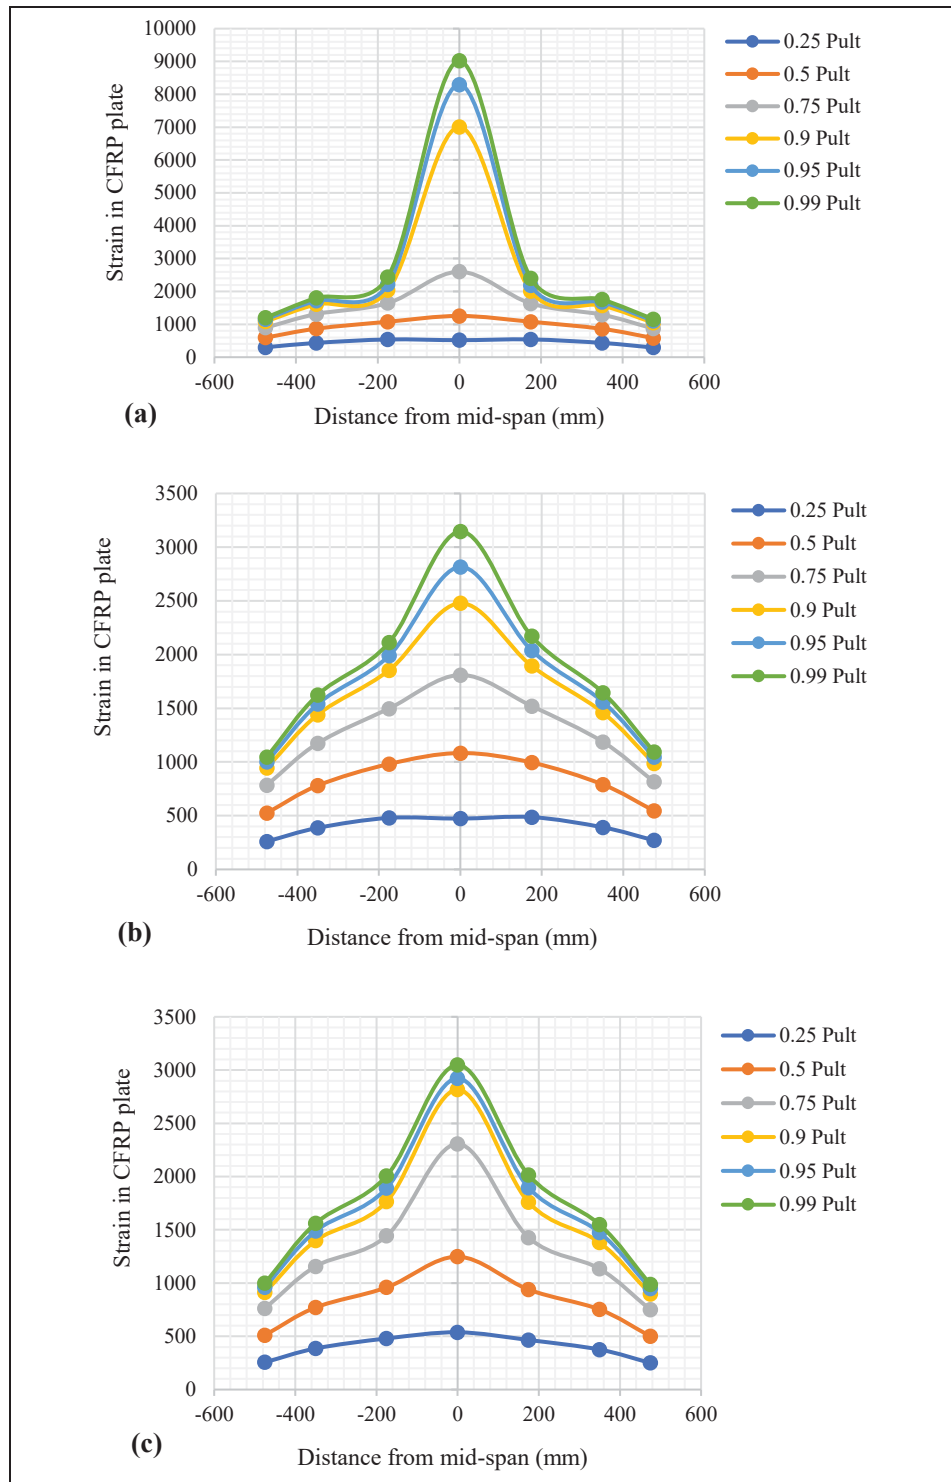 10000
9000
8000
7000
6000
5000
4000
3000
2000
1000
0
Strain in CFRP plate
-600 -400 -200 0 200 400 600
Distance from mid-span (mm)
(a)
0.25 Pult
0.5 Pult
0.75 Pult
0.9 Pult
0.95 Pult
0.99 Pult
3500
3000
2500
2000
1500
1000
500
0
Strain in CFRP plate
-600 -400 -200 0 200 400 600
Distance from mid-span (mm)
(b)
0.25 Pult
0.5 Pult
0.75 Pult
0.9 Pult
0.95 Pult
0.99 Pult
3500
3000
2500
2000
1500
1000
500
0
Strain in CFRP plate
-600 -400 -200 0 200 400 600
Distance from mid-span (mm)
(c)
0.25 Pult
0.5 Pult
0.75 Pult
0.9 Pult
0.95 Pult
0.99 Pult